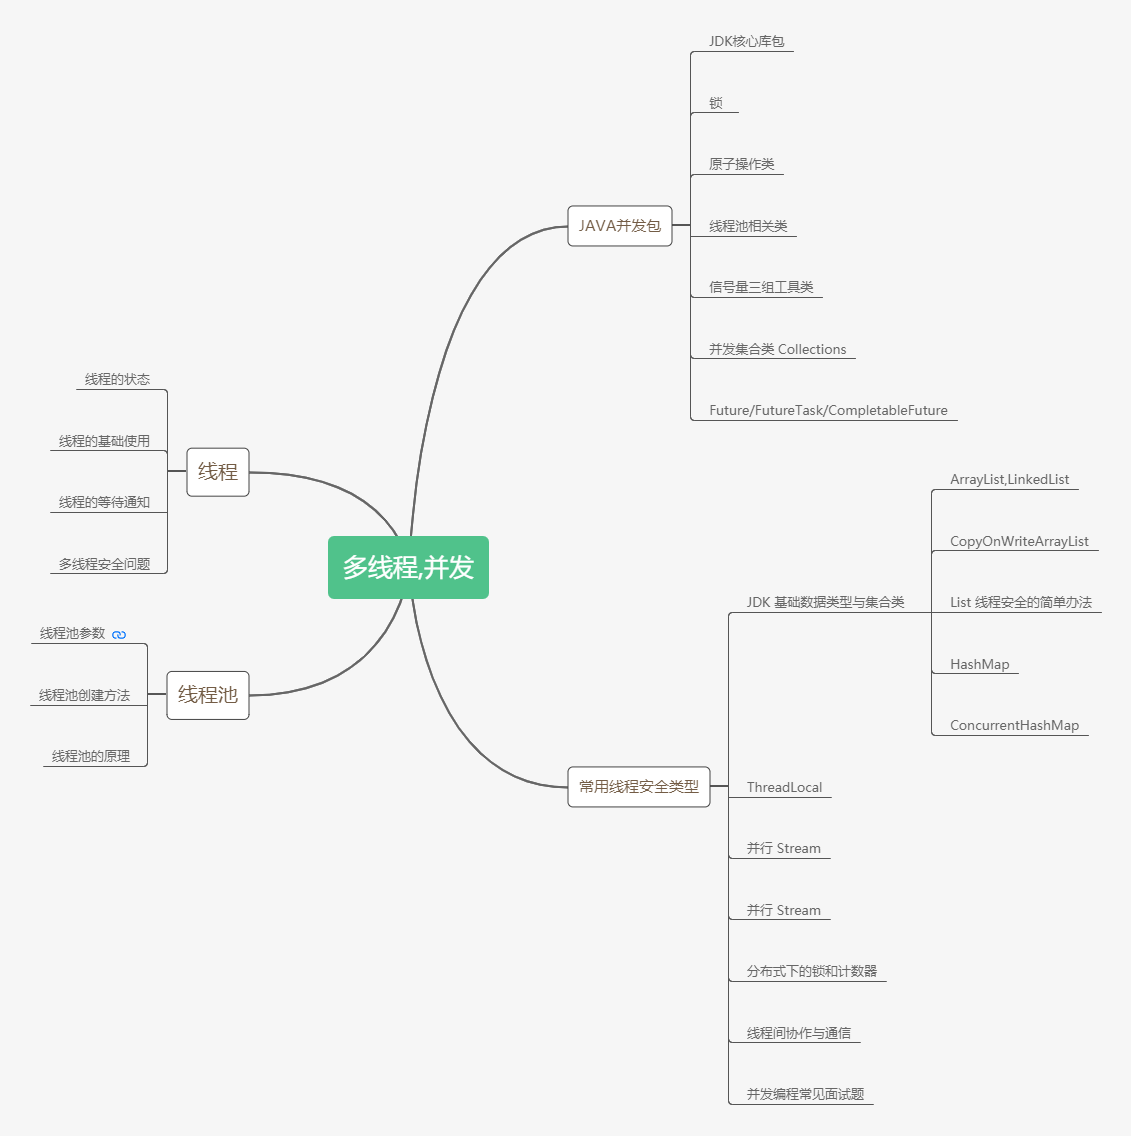 多线程,并发
JAVA并发包
JDK核心库包
锁
原子操作类
线程池相关类
信号量三组工具类
并发集合类 Collections
Future/FutureTask/CompletableFuture
常用线程安全类型
JDK 基础数据类型与集合类
ArrayList,LinkedList
CopyOnWriteArrayList
List 线程安全的简单办法
HashMap
ConcurrentHashMap
ThreadLocal
并行 Stream
并行 Stream
分布式下的锁和计数器
线程间协作与通信
并发编程常见面试题
线程
线程的状态
线程的基础使用
线程的等待通知
多线程安全问题
线程池
线程池参数
线程池创建方法
线程池的原理